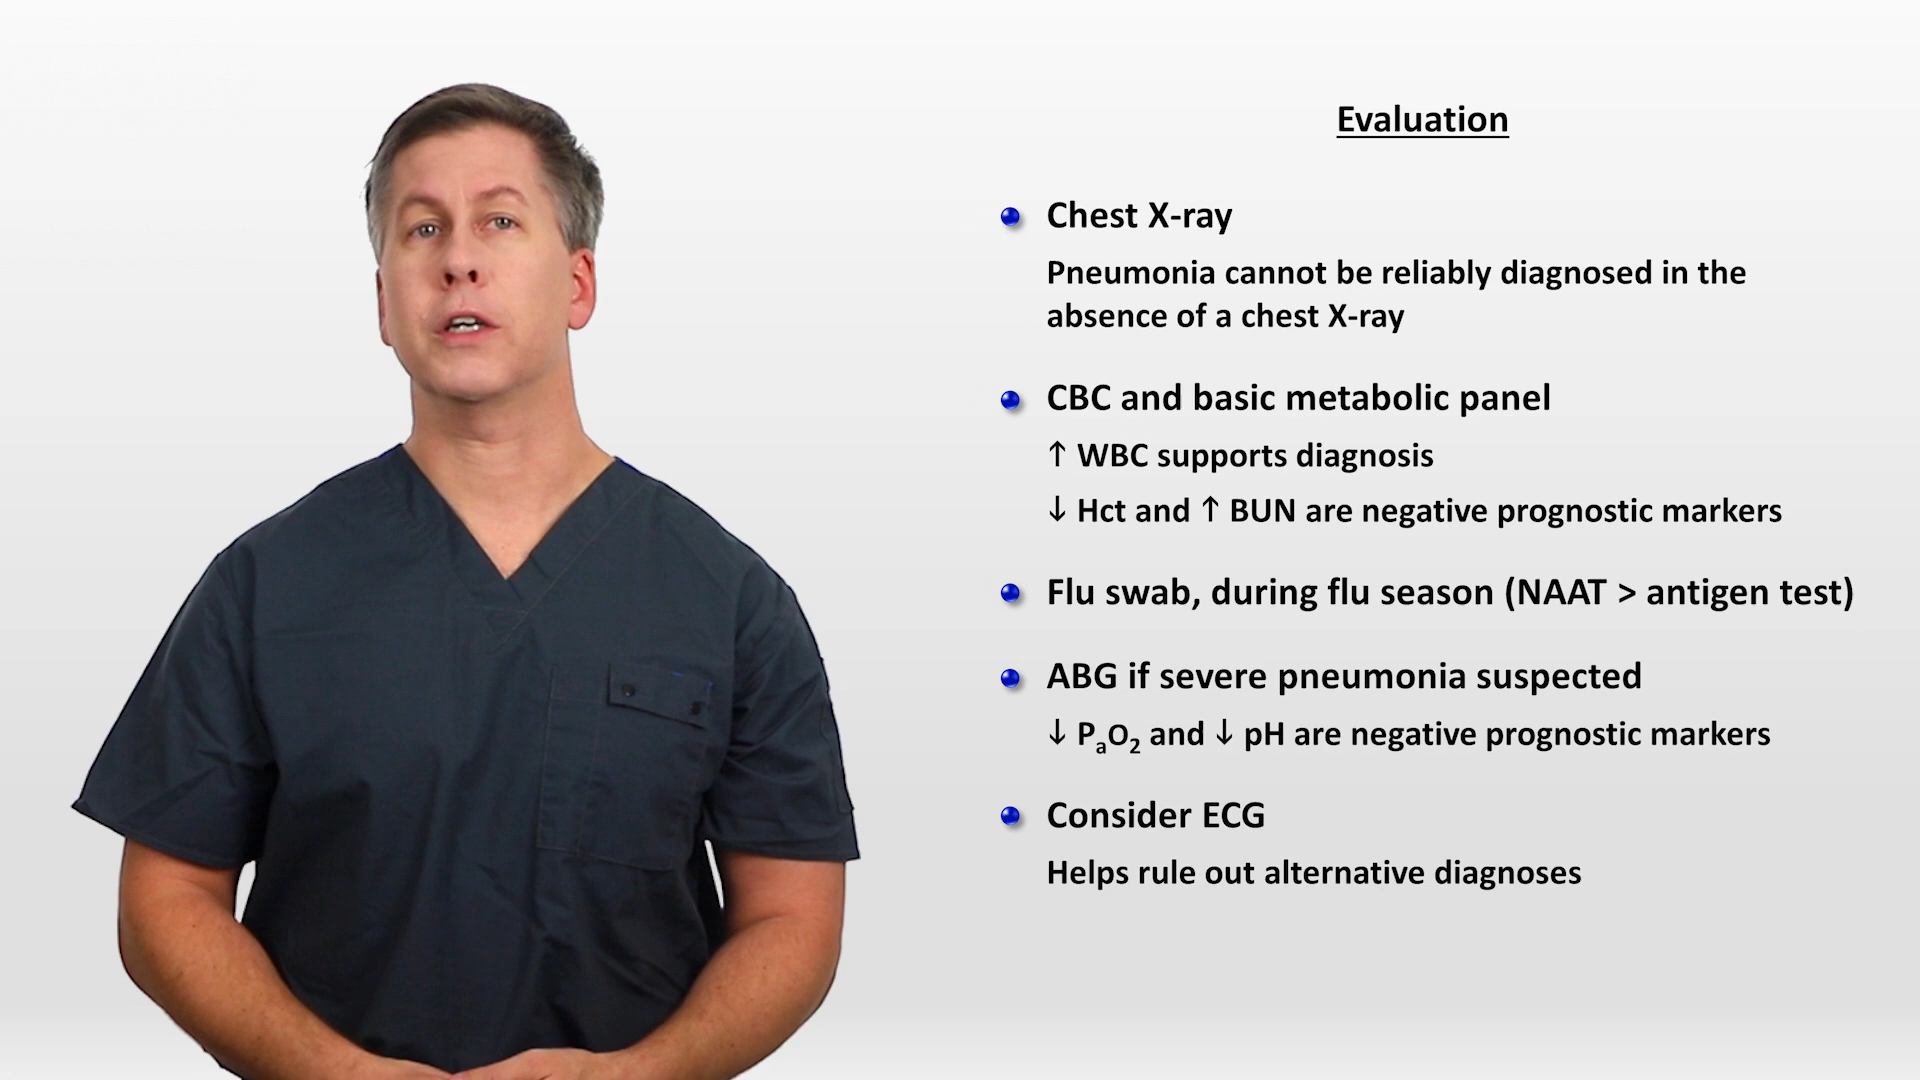 Evaluation
Chest X-ray
Pneumonia cannot be reliably diagnosed in the
absence of a chest X-ray
CBC and basic metabolic panel
↑ WBC supports diagnosis
↓ Hct and ↑ BUN are negative prognostic markers
Flu swab, during flu season (NAAT > antigen test)
ABG if severe pneumonia suspected
↓ PaO2 and ↓ pH are negative prognostic markers
Consider ECG
Helps rule out alternative diagnoses